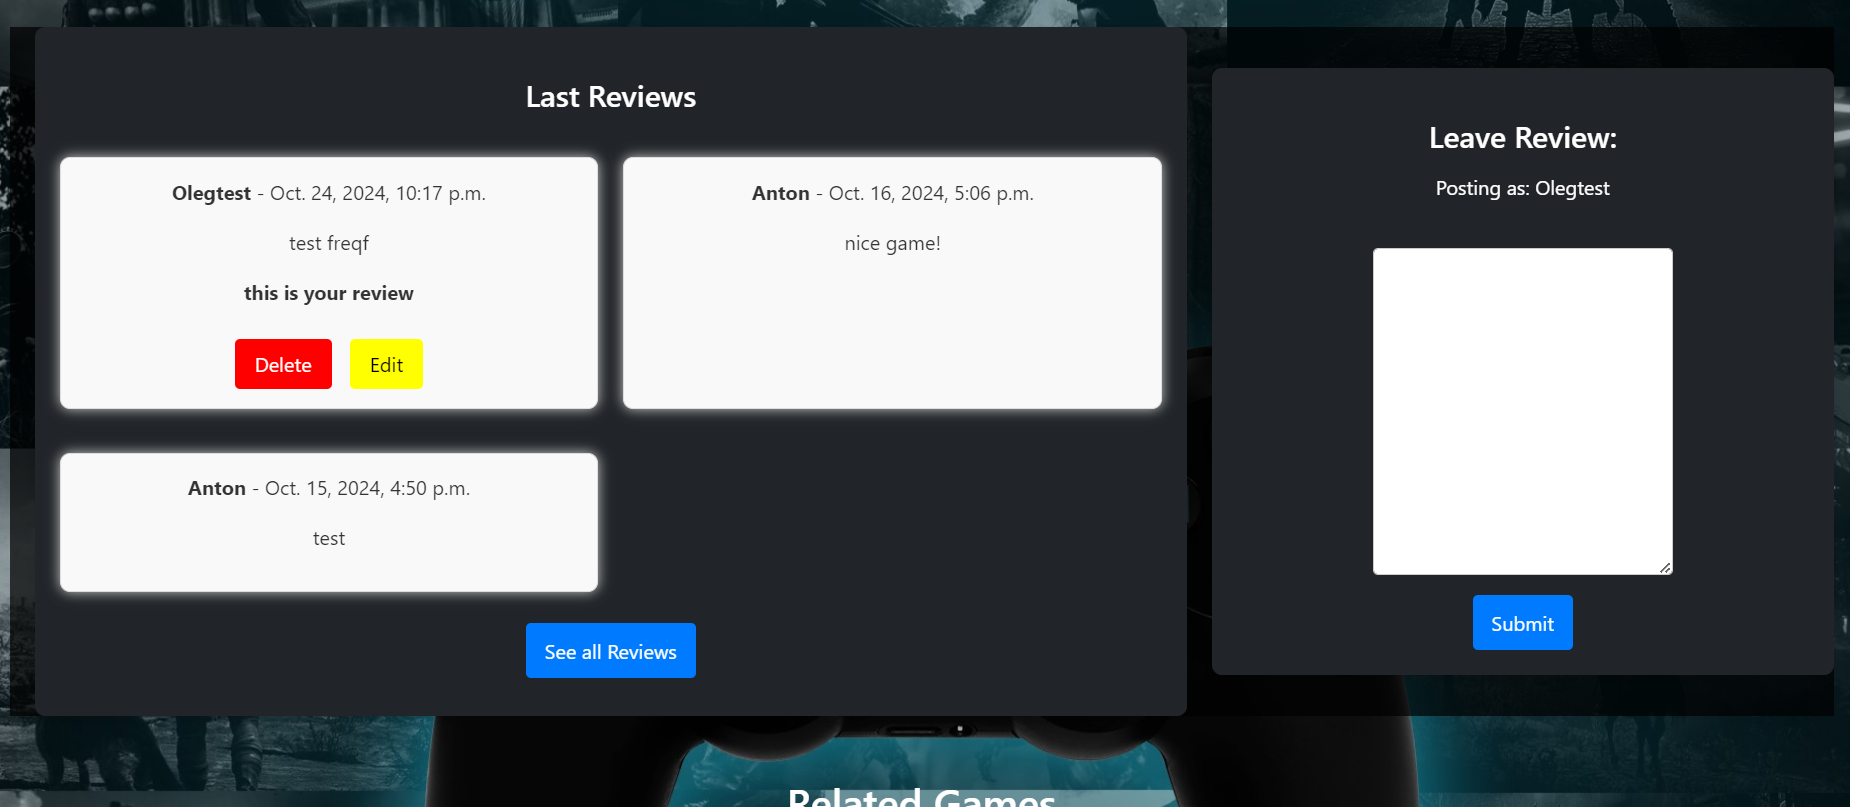 Last Reviews
Olegtest - Oct. 24, 2024, 10:17 p.m.
test freqf
this is your review
Delete
Edit
Anton - Oct. 16, 2024, 5:06 p.m.
nice game!
Anton - Oct. 15, 2024, 4:50 p.m.
test
See all Reviews
Leave Review:
Posting as: Olegtest
Submit
Related Games